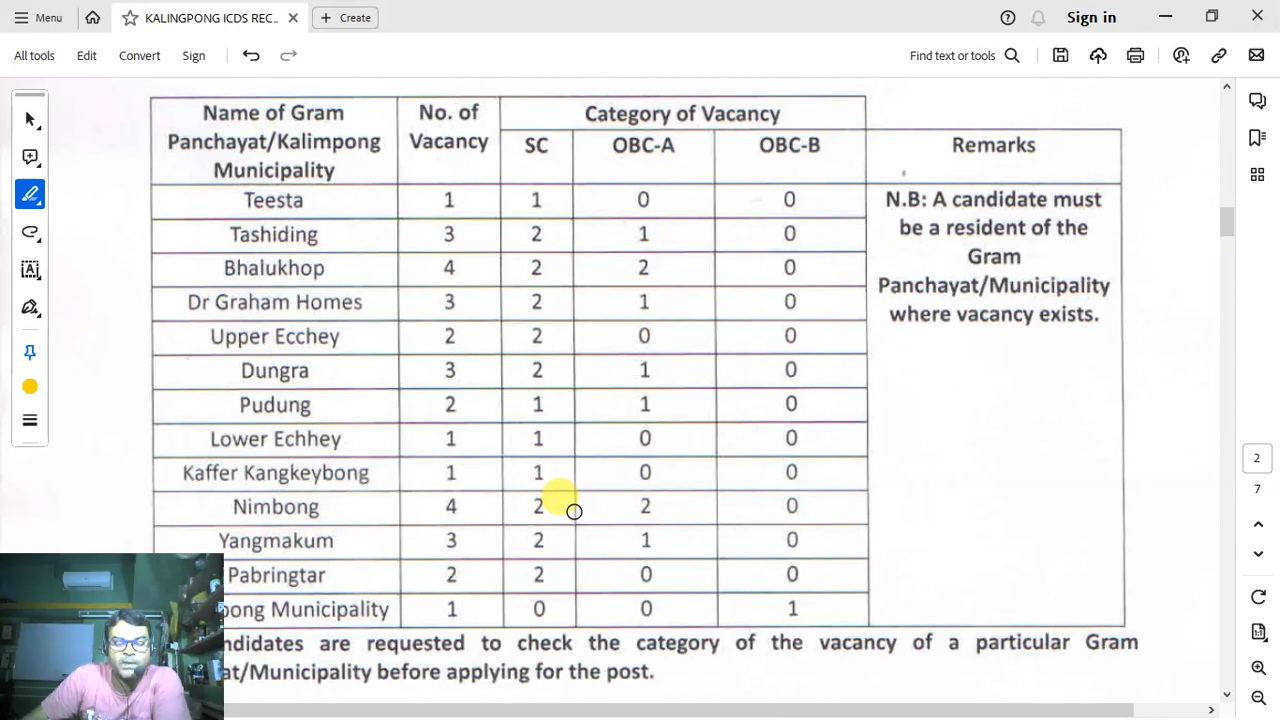 Menu
KALINGPONG ICDS REC...
Create
Sign in
All tools Edit Convert Sign
Find text or tools
Name of Gram Panchayat/Kalimpong Municipality No. of Vacancy Category of Vacancy
SC OBC-A OBC-B Remarks
Teesta 1 1 0 0
Tashiding 3 2 1 0
Bhalukhop 4 2 2 0
Dr Graham Homes 3 2 1 0
Upper Ecchey 2 2 0 0
Dungra 3 2 1 0
Pudung 2 1 1 0
Lower Echhey 1 1 0 0
Kaffer Kangkeybong 1 1 0 0
Nimbong 4 2 2 0
Yangmakum 3 2 1 0
Pabringtar 2 2 0 0
pong Municipality 1 0 0 1
N.B: A candidate must
be a resident of the
Gram
Panchayat/Municipality
where vacancy exists.
ndidates are requested to check the category of the vacancy of a particular Gram
at/Municipality before applying for the post.
2
7